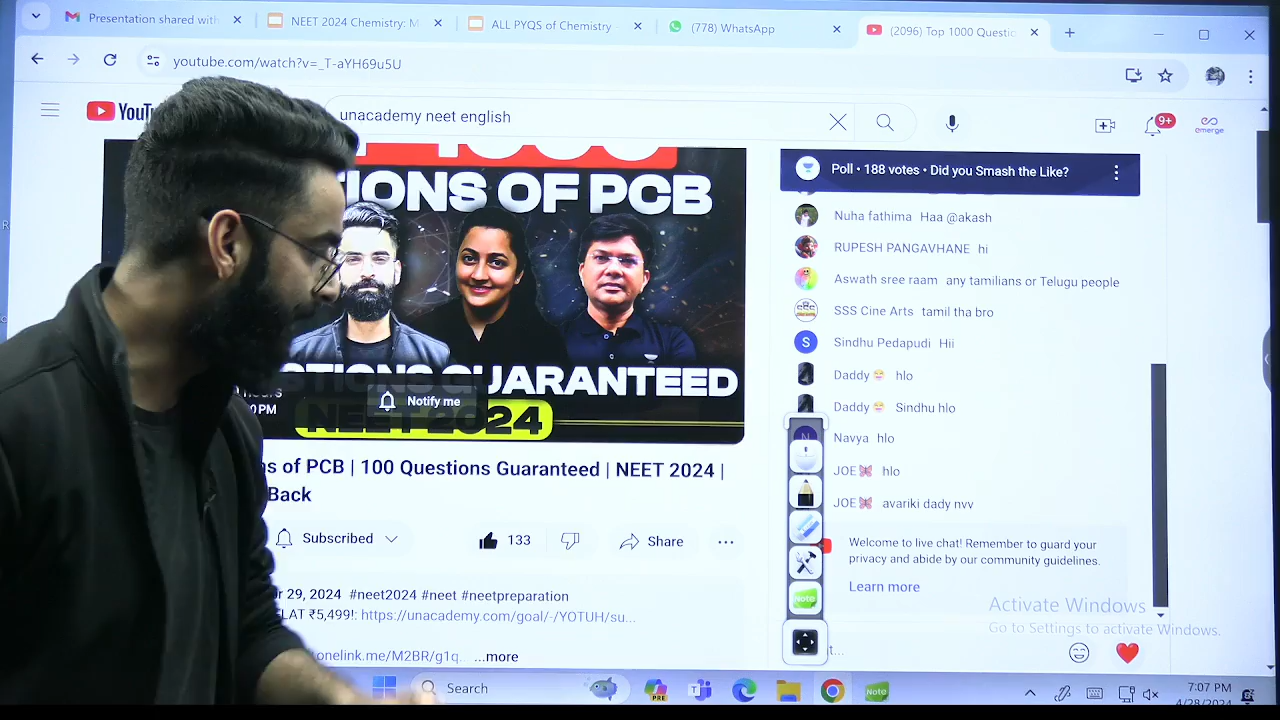 Presentation shared with
NEET 2024 Chemistry: M
ALL PYQS of Chemistry -
(778) WhatsApp
(2096) Top 1000 Questio
youtube.com/watch?v=_T-aYH69u5U
YouT
unacademy neet english
9+
emerge
IONS OF PCB
UARANTEED
Notify me
NEET 2024
Poll • 188 votes • Did you Smash the Like?
Nuha fathima Haa @akash
RUPESH PANGAVHANE hi
Aswath sree raam any tamilians or Telugu people
SSS Cine Arts tamil tha bro
S Sindhu Pedapudi Hii
Daddy 😄 hlo
Daddy 😄 Sindhu hlo
N Navya hlo
JOE🦋 hlo
JOE🦋 avariki dady nvv
Welcome to live chat! Remember to guard your
privacy and abide by our community guidelines.
Learn more
ns of PCB | 100 Questions Guaranteed | NEET 2024 |
Back
Subscribed
133
Share
29, 2024 #neet2024 #neet #neetpreparation
LAT ₹5,499!: https://unacademy.com/goal/-/YOTUH/su...
onelink.me/M2BR/g1q... ...more
Note
Activate Windows
Go to Settings to activate Windows.
Search
PRE
Note
7:07 PM
4/28/2024